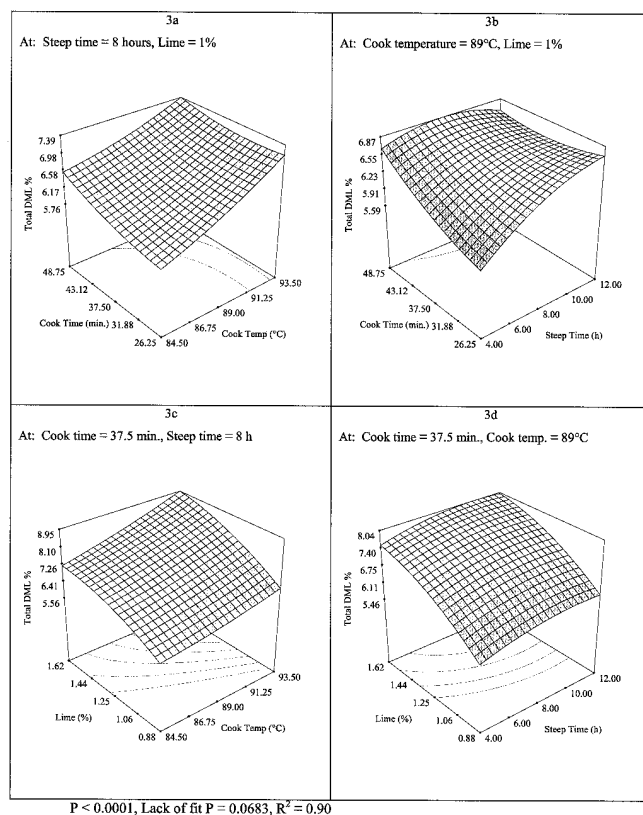 3a
At: Steep time = 8 hours, Lime = 1%
7.39
6.98
6.58
6.17
5.76
Total DML %
48.75
43.12
37.50
Cook Time (min.) 31.88
26.25
84.50
86.75
89.00
91.25
93.50
Cook Temp (°C)
3b
At: Cook temperature = 89°C, Lime = 1%
6.87
6.55
6.23
5.91
5.59
Total DML %
48.75
43.12
37.50
Cook Time (min.) 31.88
26.25
4.00
6.00
8.00
10.00
12.00
Steep Time (h)
3c
At: Cook time = 37.5 min., Steep time = 8 h
8.95
8.10
7.26
6.41
5.56
Total DML %
1.62
1.44
1.25
Lime (%)
1.06
0.88
84.50
86.75
89.00
91.25
93.50
Cook Temp (°C)
3d
At: Cook time = 37.5 min., Cook temp. = 89°C
8.04
7.40
6.75
6.11
5.46
Total DML %
1.62
1.44
1.25
Lime (%)
1.06
0.88
4.00
6.00
8.00
10.00
12.00
Steep Time (h)
P < 0.0001, Lack of fit P = 0.0683, R² = 0.90